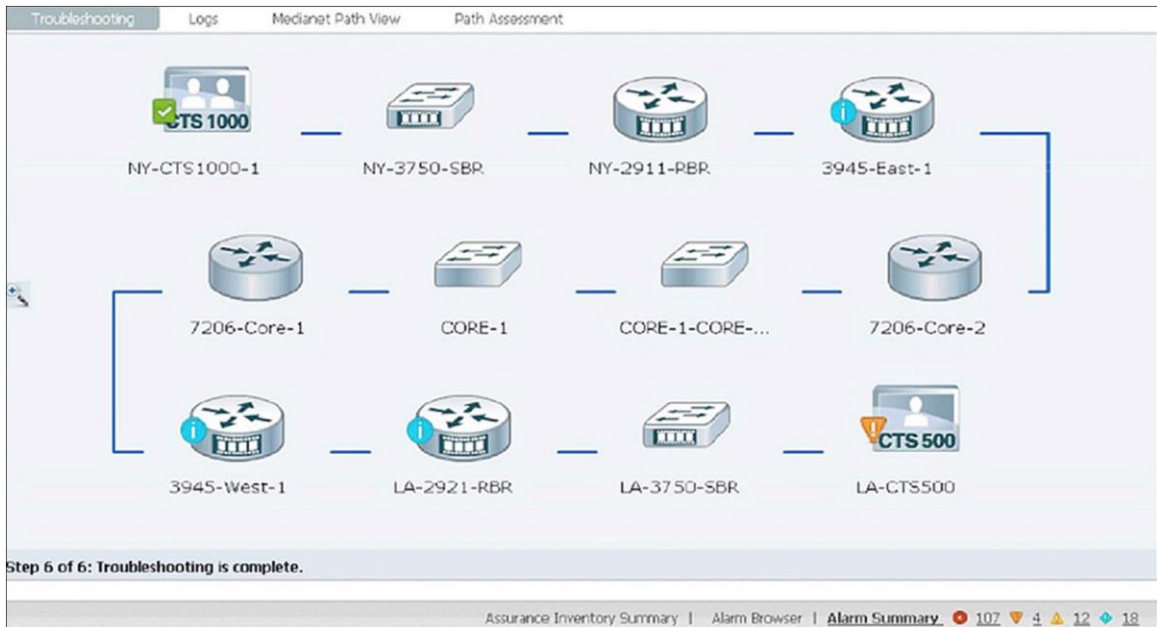 Troubleshooting Logs Medianet Path View Path Assessment
CTS 1000
NY-CTS1000-1 NY-3750-SBR NY-2911-RBR 3945-East-1
7206-Core-1 CORE-1 CORE-1-CORE-... 7206-Core-2
CTS 500
3945-West-1 LA-2921-RBR LA-3750-SBR LA-CTS500
Step 6 of 6: Troubleshooting is complete.
Assurance Inventory Summary | Alarm Browser | Alarm Summary 107 4 12 18